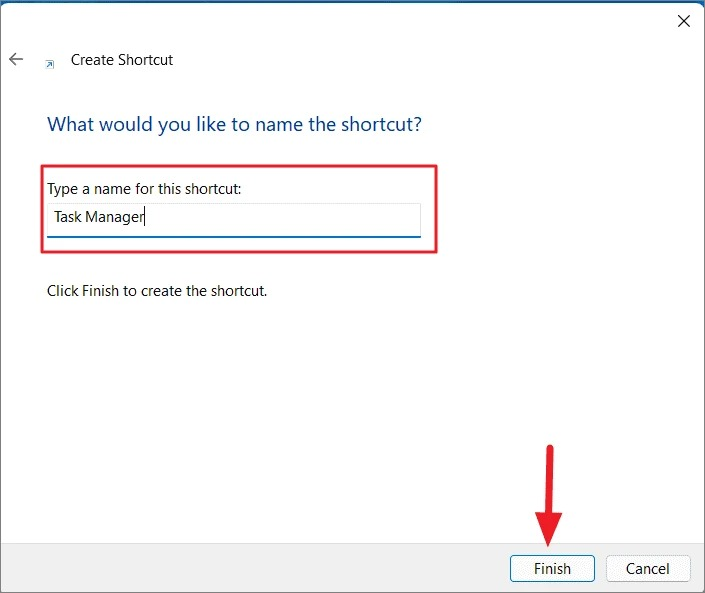 Create Shortcut
What would you like to name the shortcut?
Type a name for this shortcut:
Task Manager
Click Finish to create the shortcut.
Finish
Cancel